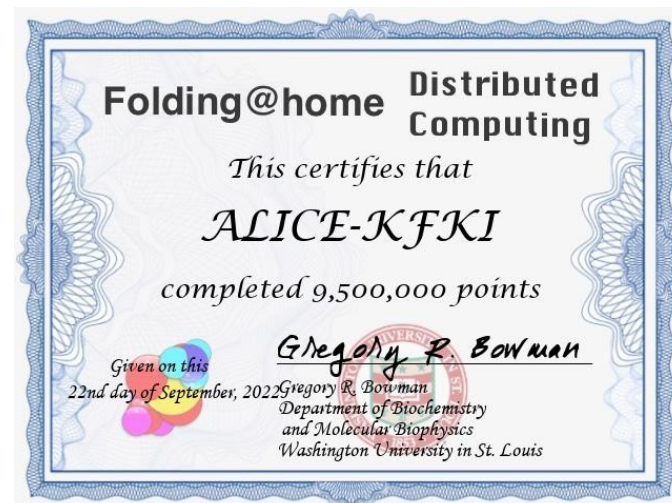 Folding@home
Distributed
Computing
This certifies that
ALICE-KFKI
completed 9,500,000 points
Given on this
22nd day of September, 2022
Gregory R. Bowman
Gregory R. Bowman
Department of Biochemistry
and Molecular Biophysics
Washington University in St. Louis